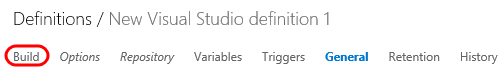 Definitions / New Visual Studio definition 1
Build Options Repository Variables Triggers General Retention History